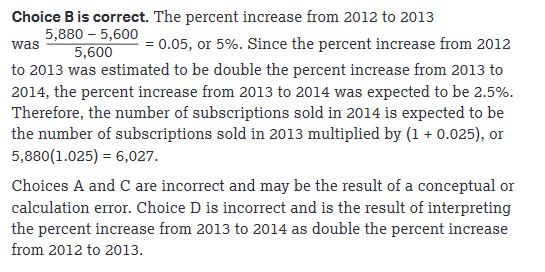 Choice B is correct. The percent increase from 2012 to 2013
was (5,880 – 5,600)/5,600 = 0.05, or 5%. Since the percent increase from 2012
to 2013 was estimated to be double the percent increase from 2013 to
2014, the percent increase from 2013 to 2014 was expected to be 2.5%.
Therefore, the number of subscriptions sold in 2014 is expected to be
the number of subscriptions sold in 2013 multiplied by (1 + 0.025), or
5,880(1.025) = 6,027.
Choices A and C are incorrect and may be the result of a conceptual or
calculation error. Choice D is incorrect and is the result of interpreting
the percent increase from 2013 to 2014 as double the percent increase
from 2012 to 2013.